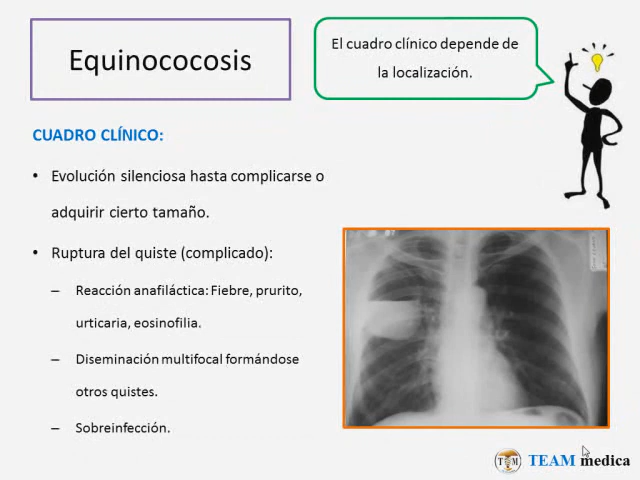 Equinococosis
El cuadro clínico depende de
la localización.
CUADRO CLÍNICO:
• Evolución silenciosa hasta complicarse o
adquirir cierto tamaño.
• Ruptura del quiste (complicado):
– Reacción anafiláctica: Fiebre, prurito,
urticaria, eosinofilia.
– Diseminación multifocal formándose
otros quistes.
– Sobreinfección.
TEAM medica